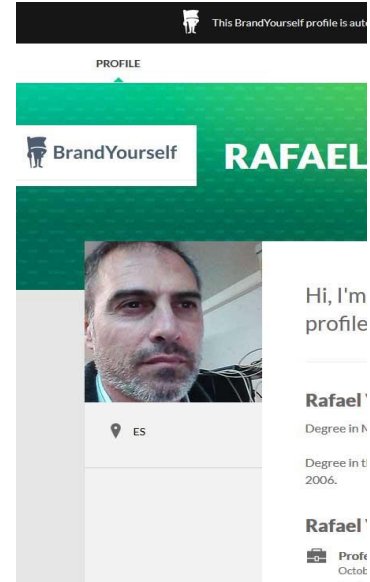 This BrandYourself profile is aut
PROFILE
BrandYourself
RAFAEL
Hi, I'm
profile
Rafael
Degree in
Degree in t
2006.
ES
Rafael
Profe
Octob